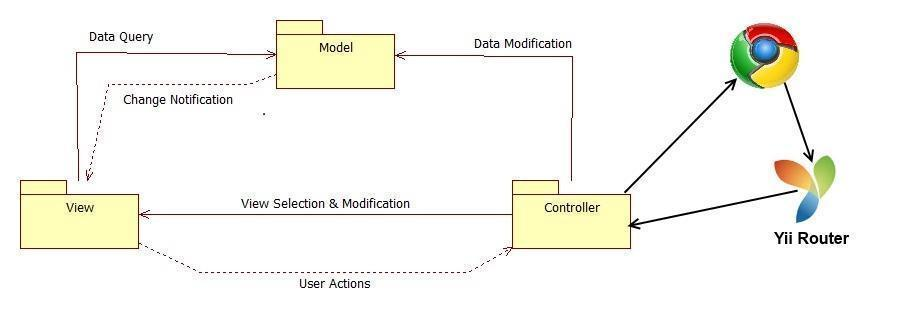 Data Query
Model
Data Modification
Change Notification
View
View Selection & Modification
Controller
Yii Router
User Actions